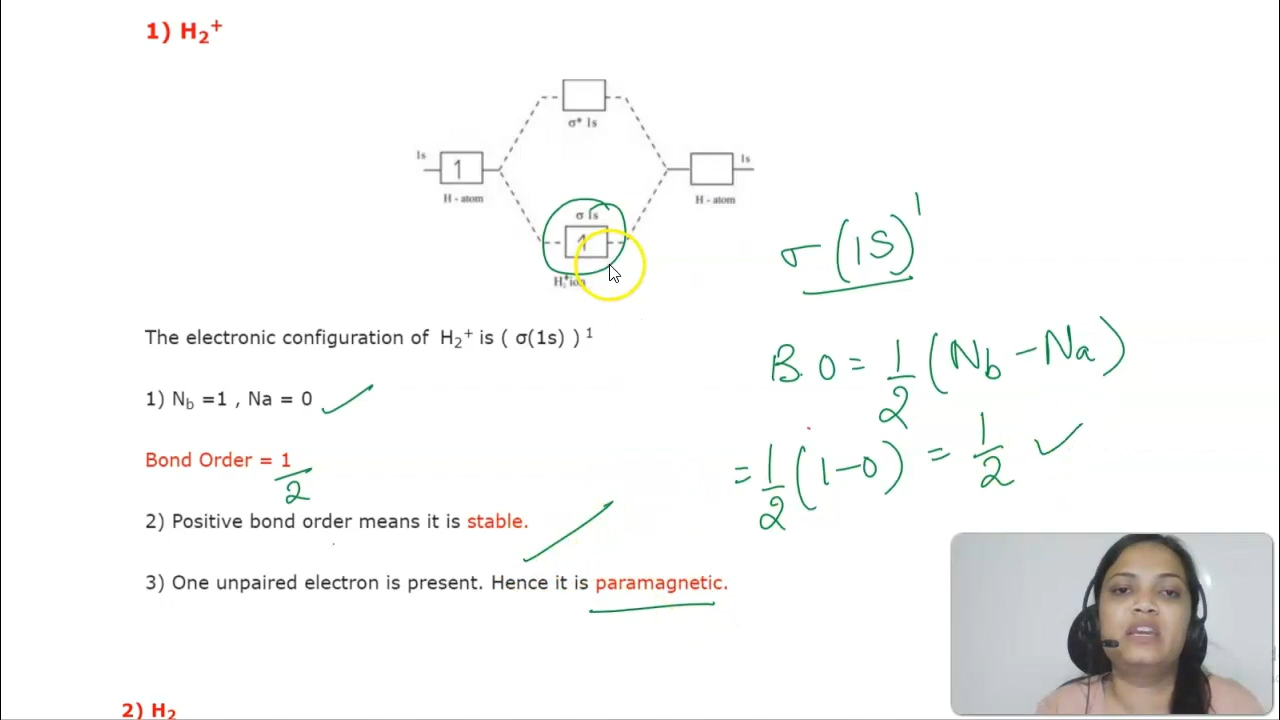 1) H₂⁺
σ* 1s
1s
1
H - atom
1s
H - atom
σ 1s
1
H₂⁺ion
σ (1S)¹
The electronic configuration of H₂⁺ is ( σ(1s) ) ¹
B.O = 1/2 (Nb - Na)
1) Nb =1 , Na = 0
= 1/2 (1-0) = 1/2 ✓
Bond Order = 1/2
2) Positive bond order means it is stable.
3) One unpaired electron is present. Hence it is paramagnetic.
2) H₂